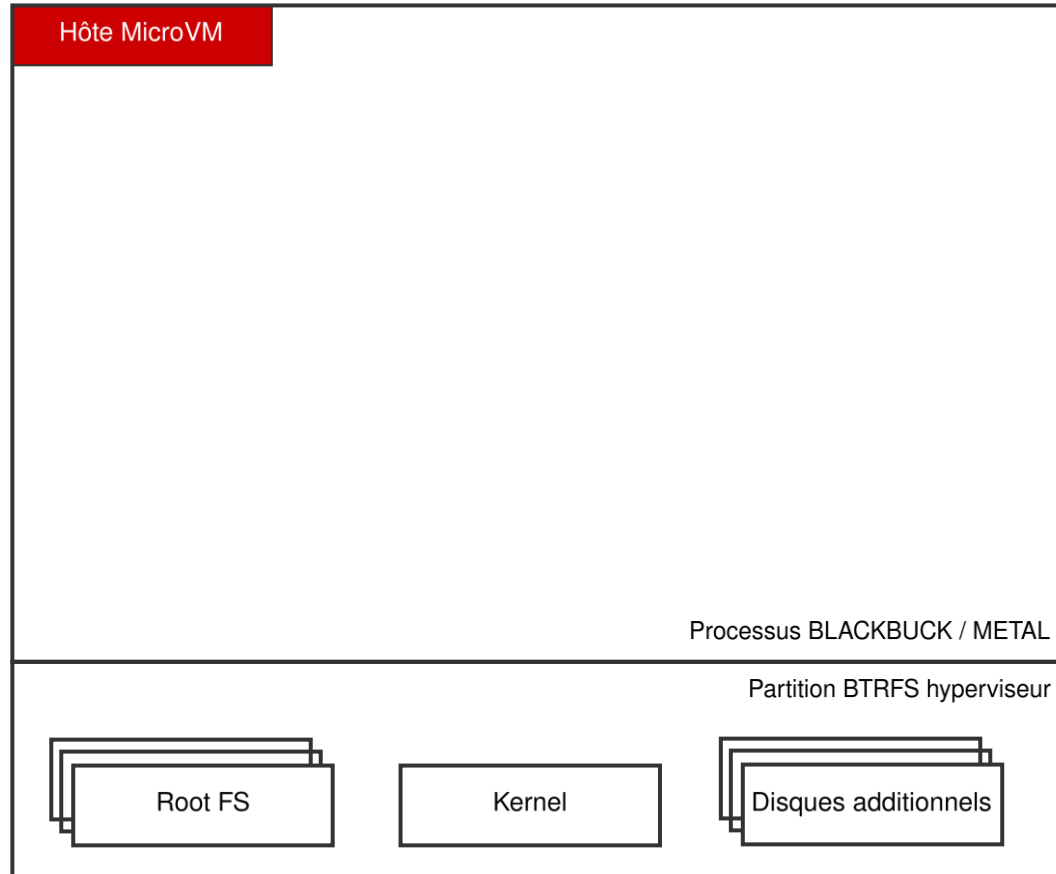 Hôte MicroVM
Processus BLACKBUCK / METAL
Partition BTRFS hyperviseur
Root FS
Kernel
Disques additionnels